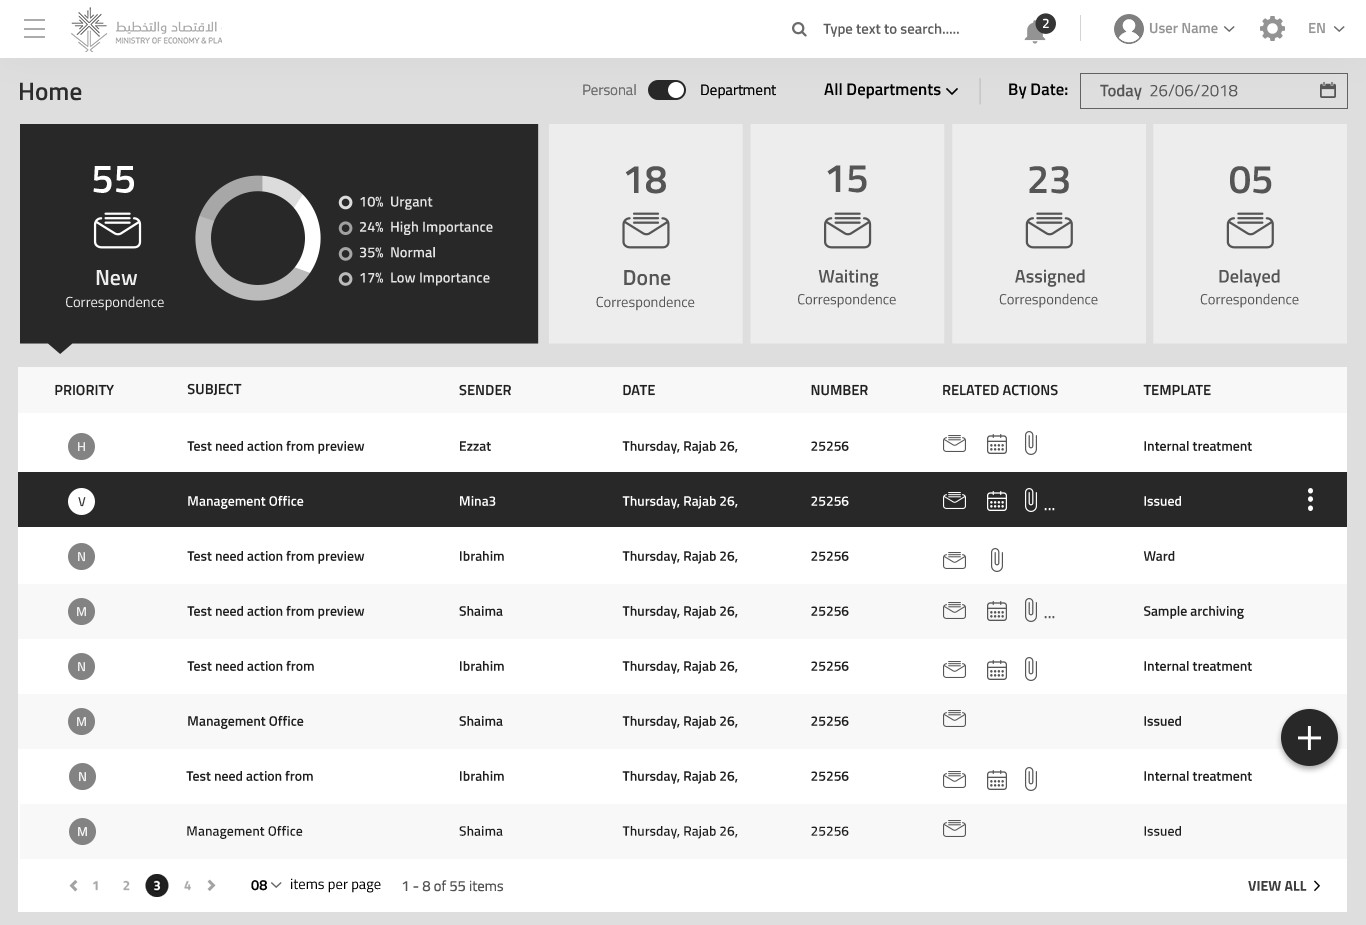 الاقتصاد والتخطيط
MINISTRY OF ECONOMY & PLA
Type text to search.....
2
User Name
EN
Home
Personal
Department
All Departments
By Date:
Today 26/06/2018
55
New
Correspondence
10% Urgant
24% High Importance
35% Normal
17% Low Importance
18
Done
Correspondence
15
Waiting
Correspondence
23
Assigned
Correspondence
05
Delayed
Correspondence
PRIORITY SUBJECT SENDER DATE NUMBER RELATED ACTIONS TEMPLATE
H Test need action from preview Ezzat Thursday, Rajab 26, 25256 Internal treatment
V Management Office Mina3 Thursday, Rajab 26, 25256 ... Issued
N Test need action from preview Ibrahim Thursday, Rajab 26, 25256 Ward
M Test need action from preview Shaima Thursday, Rajab 26, 25256 ... Sample archiving
N Test need action from Ibrahim Thursday, Rajab 26, 25256 Internal treatment
M Management Office Shaima Thursday, Rajab 26, 25256 Issued
N Test need action from Ibrahim Thursday, Rajab 26, 25256 Internal treatment
M Management Office Shaima Thursday, Rajab 26, 25256 Issued
1 2 3 4 08 items per page 1 - 8 of 55 items VIEW ALL